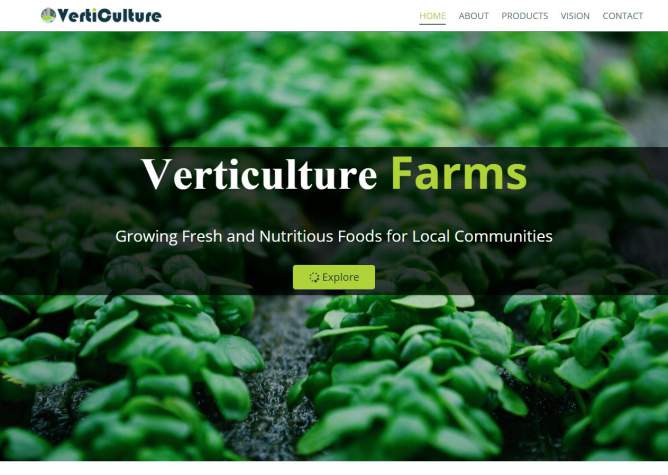 VertiCulture
HOME ABOUT PRODUCTS VISION CONTACT
Verticulture Farms
Growing Fresh and Nutritious Foods for Local Communities
Explore